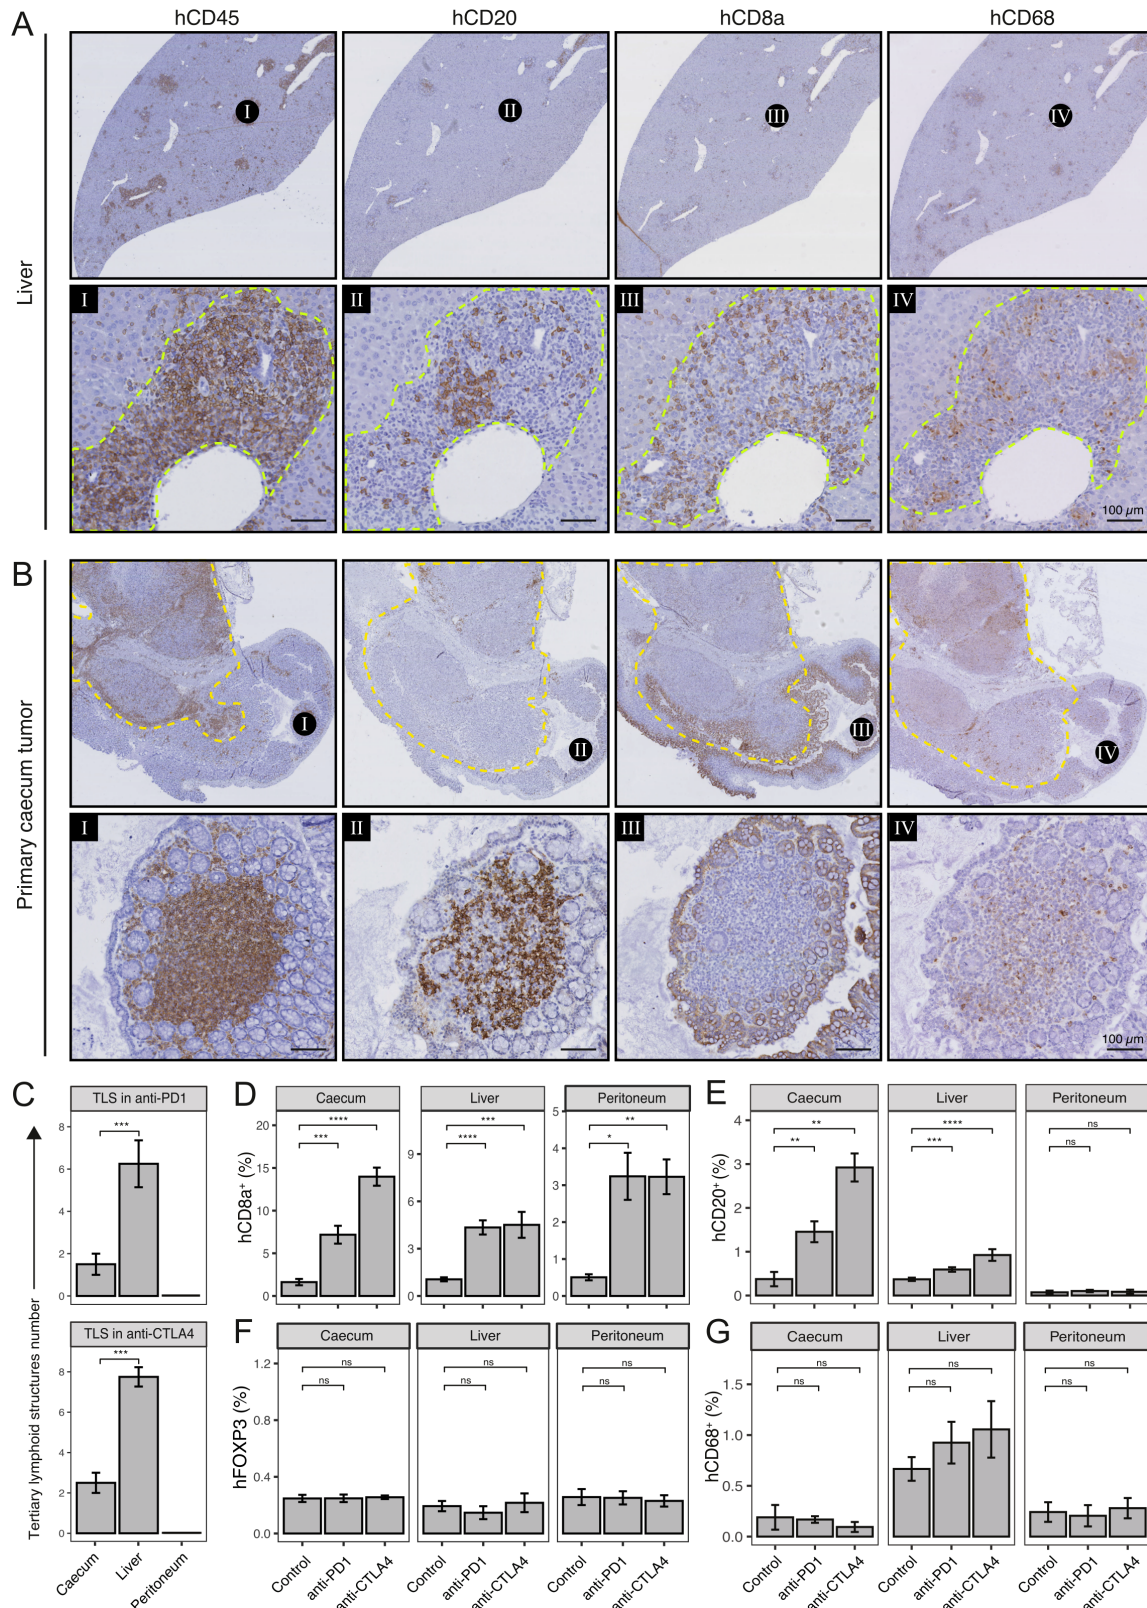 A
hCD45
hCD20
hCD8a
hCD68
Liver
I
II
III
IV
I
II
III
IV
100 µm
B
Primary caecum tumor
I
II
III
IV
I
II
III
IV
100 µm
C
Tertiary lymphoid structures number
TLS in anti-PD1
***
8
6
4
2
0
TLS in anti-CTLA4
***
8
6
4
2
0
Caecum
Liver
Peritoneum
D
hCD8a⁺ (%)
Caecum
Liver
Peritoneum
****
***
20
15
10
5
0
***
****
8
4
0
**
*
5
4
3
2
1
0
E
hCD20⁺ (%)
Caecum
Liver
Peritoneum
**
**
4
3
2
1
0
****
***
ns
ns
F
hFOXP3 (%)
Caecum
Liver
Peritoneum
ns
ns
ns
ns
ns
ns
1.2
0.8
0.4
0.0
Control
anti-PD1
anti-CTLA4
Control
anti-PD1
anti-CTLA4
Control
anti-PD1
anti-CTLA4
G
hCD68⁺ (%)
Caecum
Liver
Peritoneum
ns
ns
ns
ns
ns
ns
1.5
1.0
0.5
0.0
Control
anti-PD1
anti-CTLA4
Control
anti-PD1
anti-CTLA4
Control
anti-PD1
anti-CTLA4